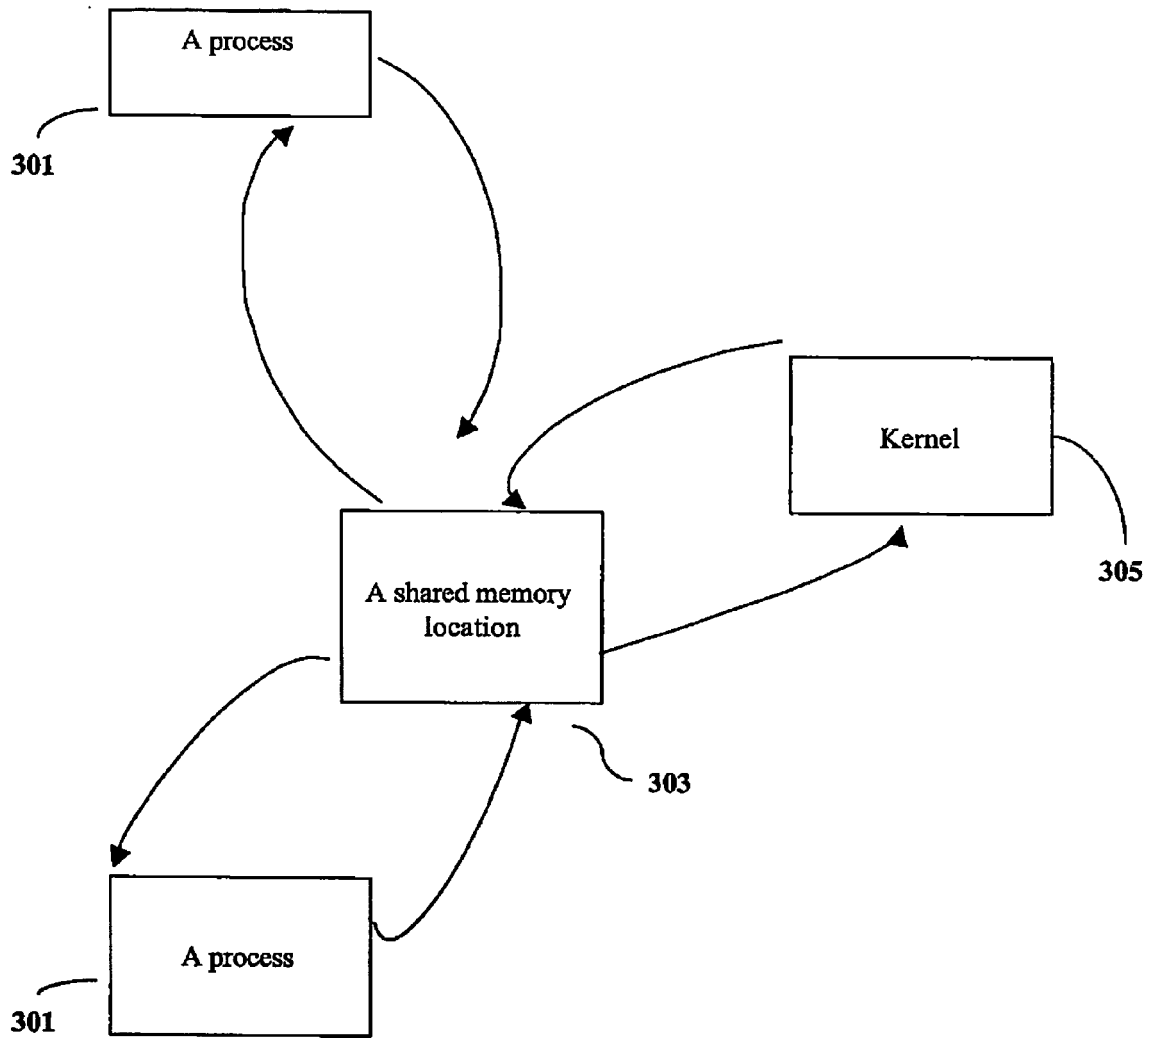 A process
301
Kernel
305
A shared memory
location
303
A process
301